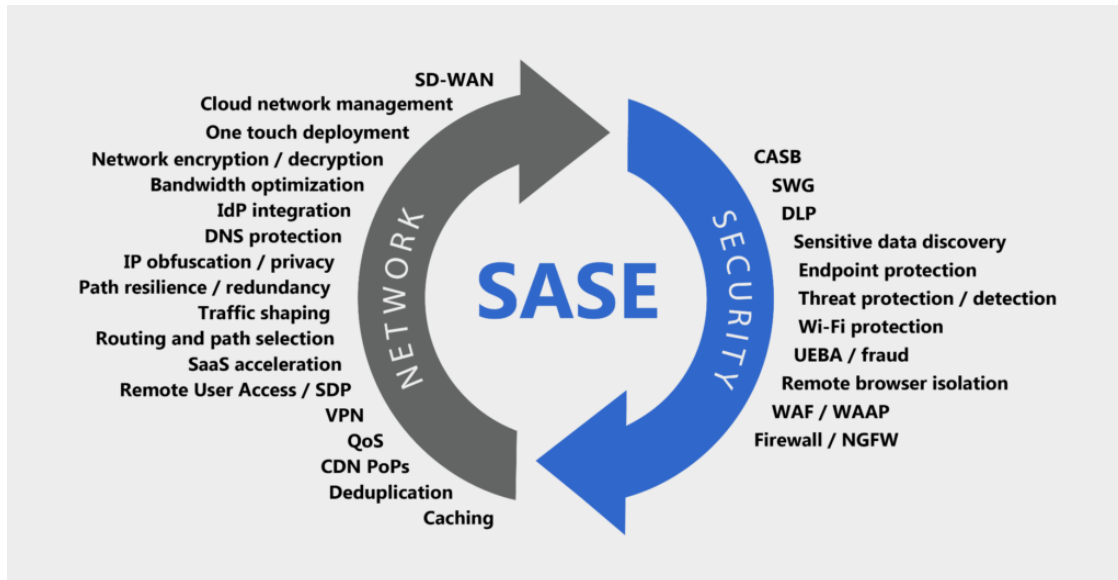 SD-WAN
Cloud network management
One touch deployment
Network encryption / decryption
Bandwidth optimization
IdP integration
DNS protection
IP obfuscation / privacy
Path resilience / redundancy
Traffic shaping
Routing and path selection
SaaS acceleration
Remote User Access / SDP
VPN
QoS
CDN PoPs
Deduplication
Caching
NETWORK
SASE
SECURITY
CASB
SWG
DLP
Sensitive data discovery
Endpoint protection
Threat protection / detection
Wi-Fi protection
UEBA / fraud
Remote browser isolation
WAF / WAAP
Firewall / NGFW